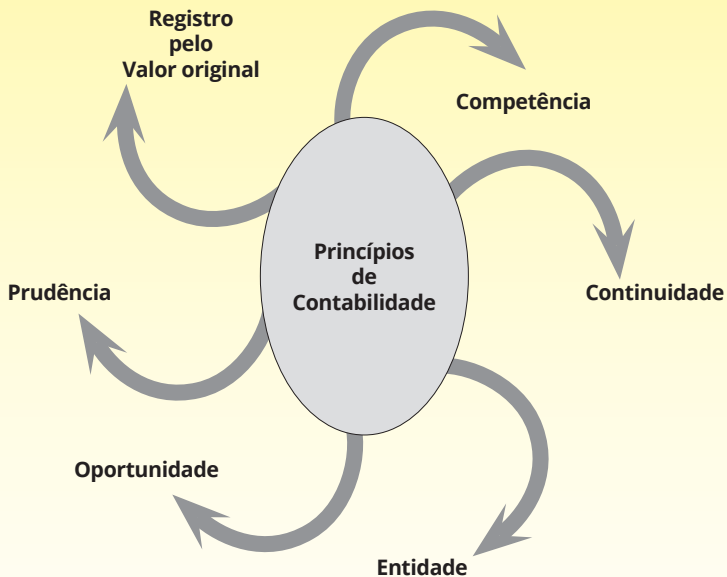 Registro
pelo
Valor original
Competência
Princípios
de
Contabilidade
Prudência
Continuidade
Oportunidade
Entidade